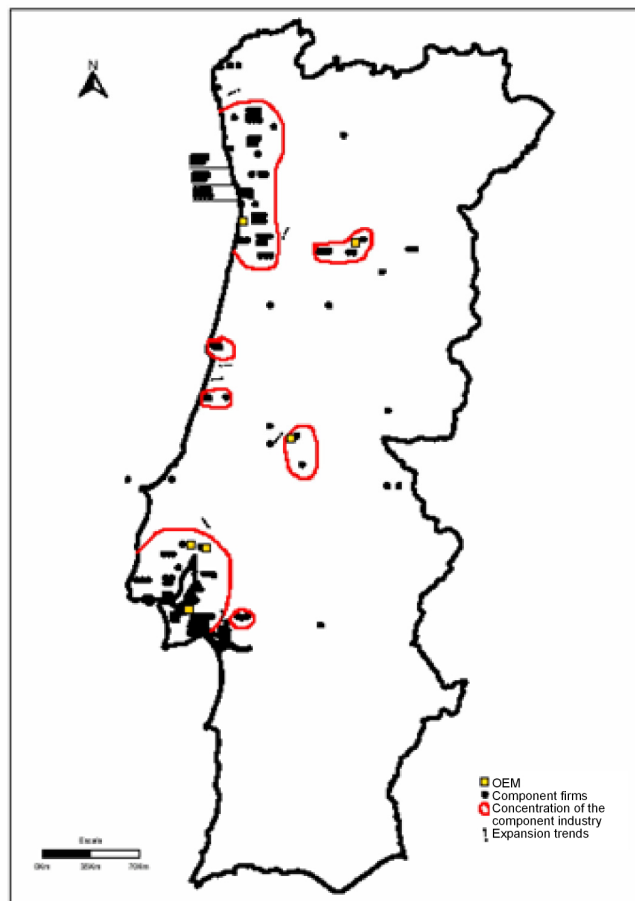 N
OEM
Component firms
Concentration of the
component industry
Expansion trends
Escala
0Km 35Km 70Km